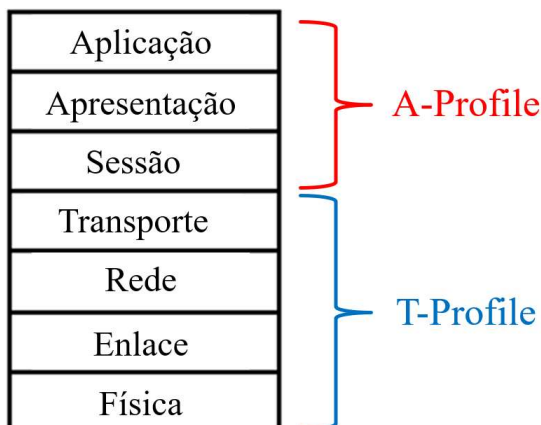 Aplicação
Apresentação
Sessão
Transporte
Rede
Enlace
Física
A-Profile
T-Profile